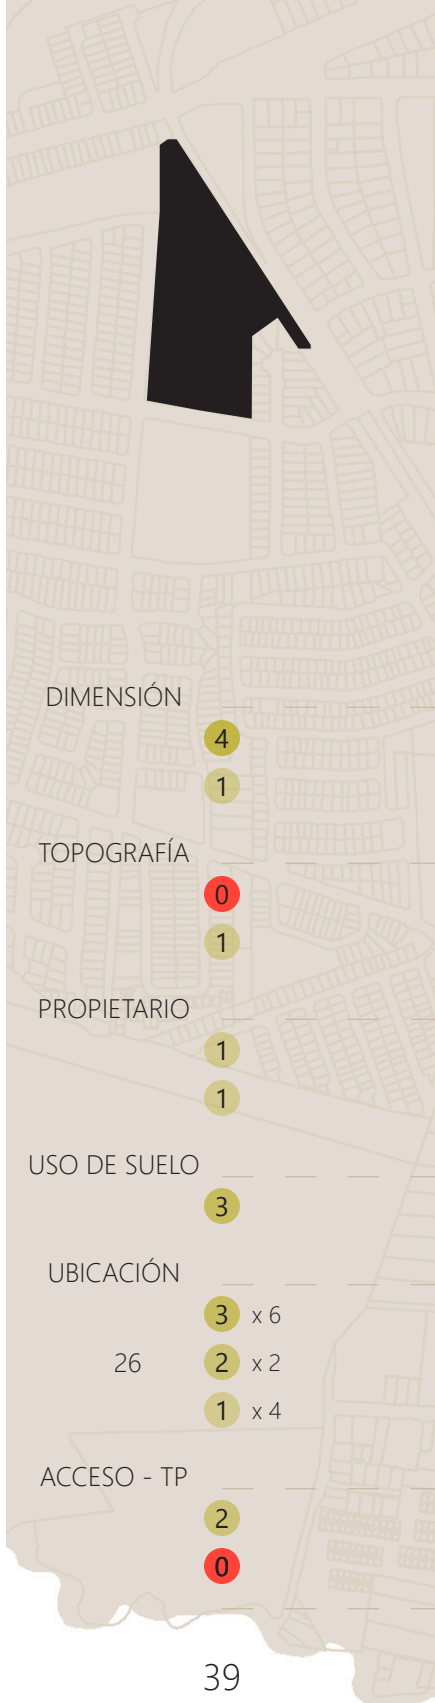 DIMENSIÓN
4
1
TOPOGRAFÍA
0
1
PROPIETARIO
1
1
USO DE SUELO
3
UBICACIÓN
3 x 6
26 2 x 2
1 x 4
ACCESO - TP
2
0
39